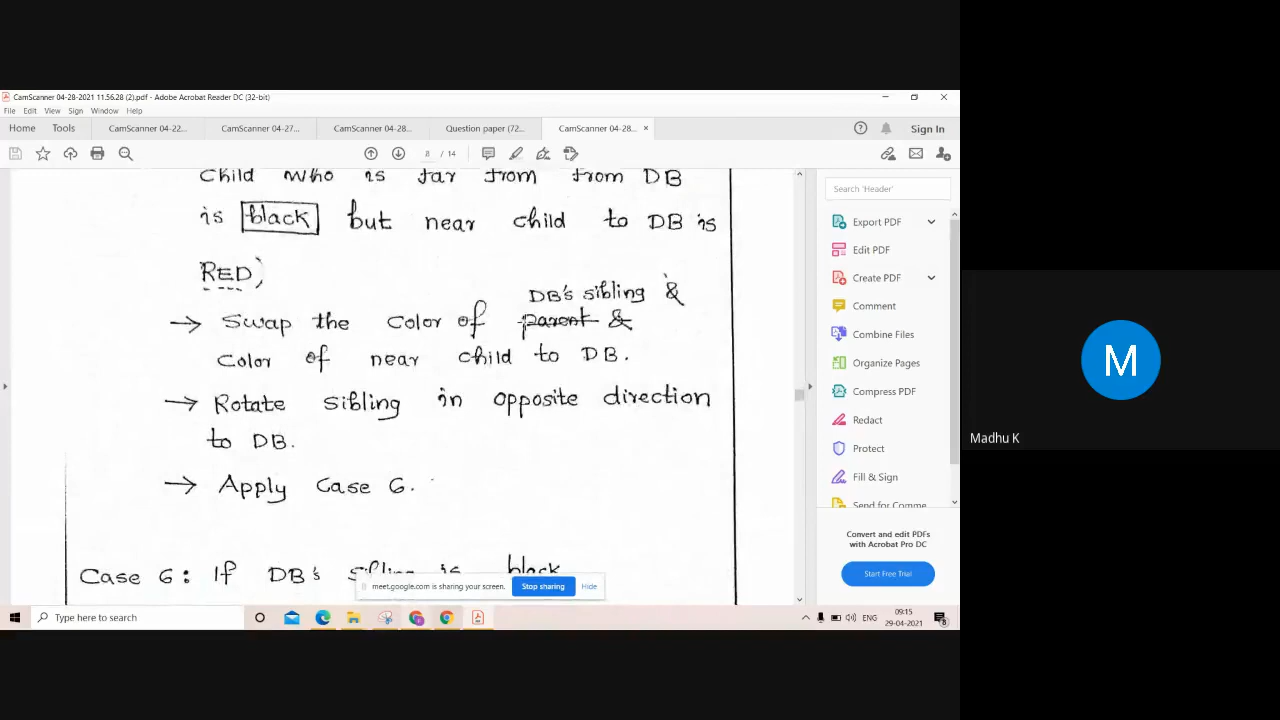 CamScanner 04-28-2021 11.56.28 (2).pdf - Adobe Acrobat Reader DC (32-bit)
File Edit View Sign Window Help
Home Tools CamScanner 04-22... CamScanner 04-27... CamScanner 04-28... Question paper (72... CamScanner 04-28... × Sign In
8 / 14
Child who is far from from DB
is black but near child to DB is
RED)
DB's sibling &
→ Swap the color of parent &
color of near child to DB.
→ Rotate sibling in opposite direction
to DB.
→ Apply Case 6.
Case 6: If DB's sibling is black
meet.google.com is sharing your screen. Stop sharing Hide
Search 'Header'
Export PDF
Edit PDF
Create PDF
Comment
Combine Files
Organize Pages
Compress PDF
Redact
Protect
Fill & Sign
Send for Comme
Convert and edit PDFs
with Acrobat Pro DC
Start Free Trial
Type here to search
ENG
09:15
29-04-2021
8
M
Madhu K